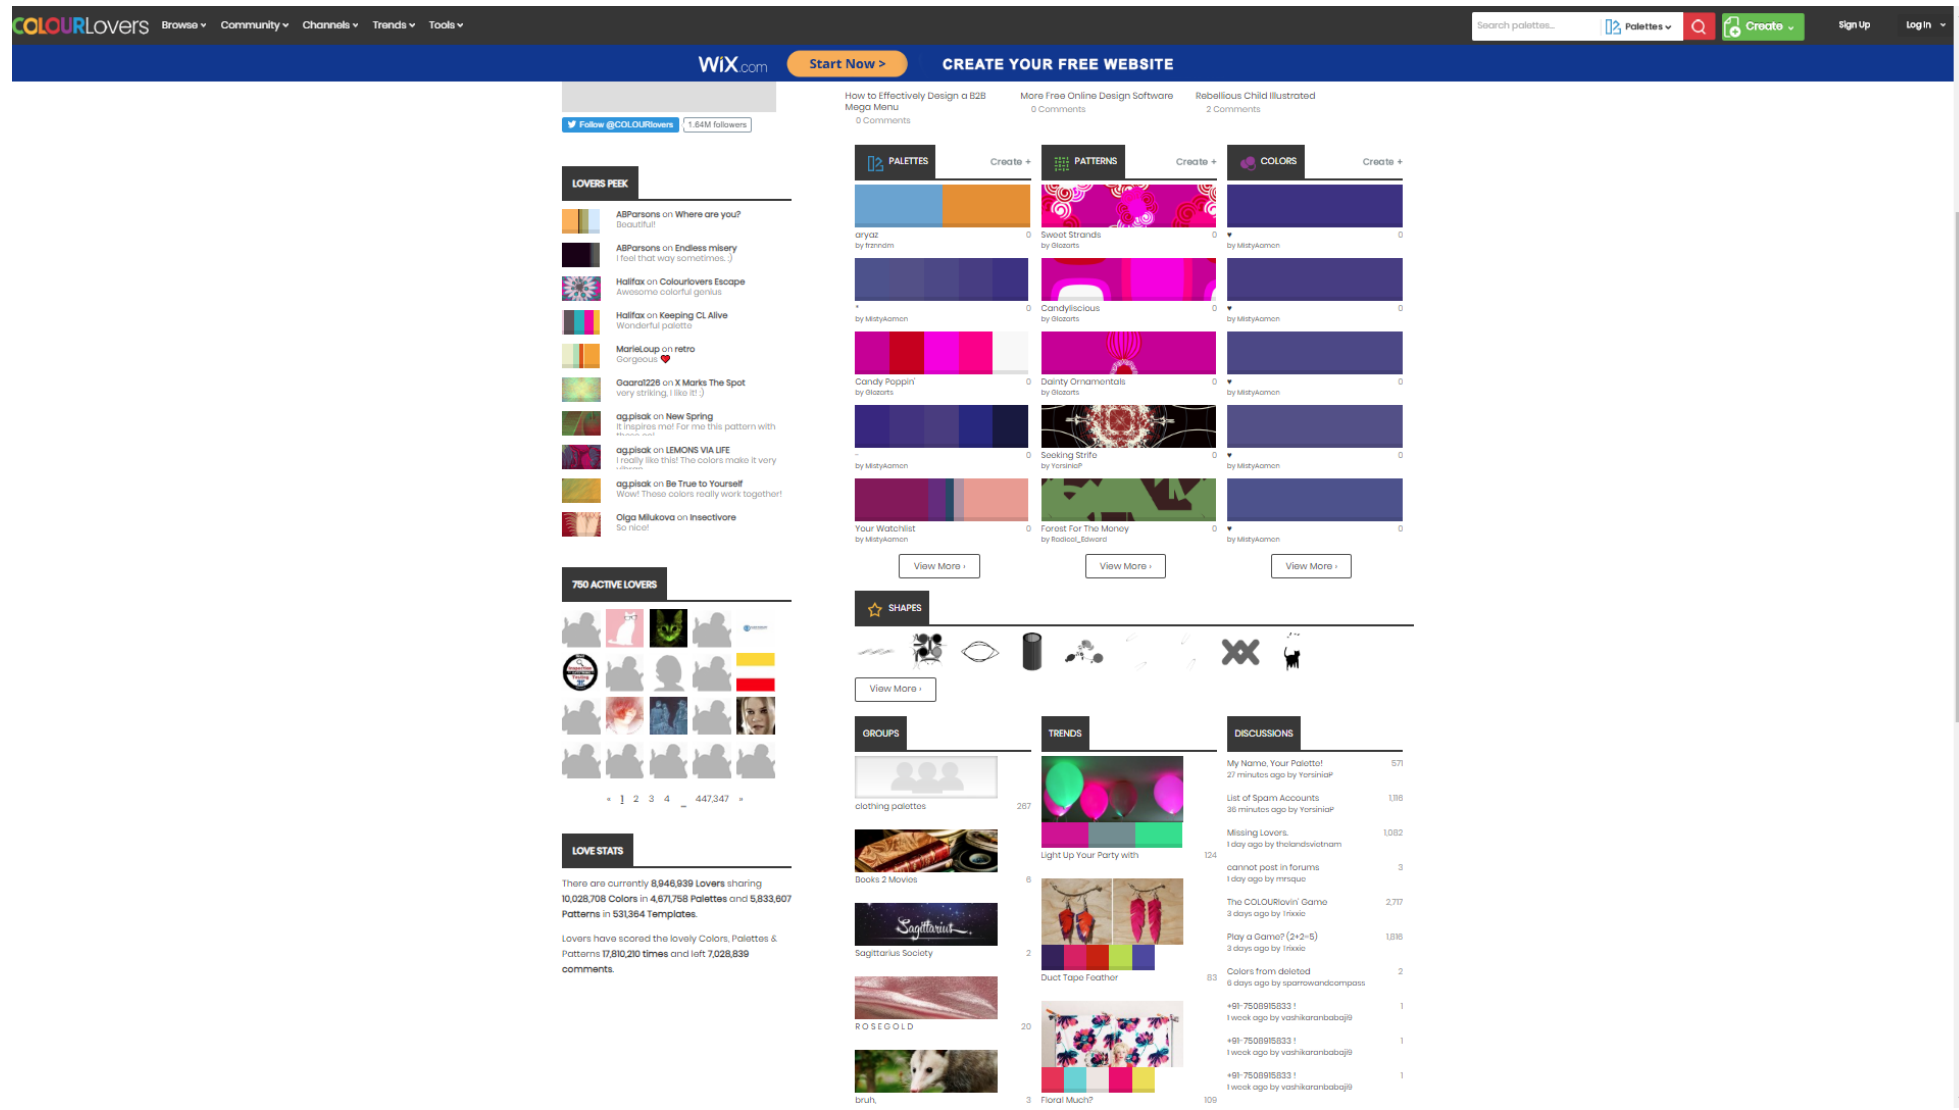 COLOURLovers Browse Community Channels Trends Tools Search palettes... Palettes Create Sign Up Log In
WiX.com Start Now > CREATE YOUR FREE WEBSITE
Follow @COLOURlovers 1.64M followers
LOVERS PEEK
ABParsons on Where are you?
Beautiful!
ABParsons on Endless misery
I feel that way sometimes. :)
Halifax on Colourlovers Escape
Awesome colorful genius
Halifax on Keeping CL Alive
Wonderful palette
MarieLoup on retro
Gorgeous ❤
Gaara1226 on X Marks The Spot
very striking, I like it! :)
ag.pisak on New Spring
It inspires me! For me this pattern with
ag.pisak on LEMONS VIA LIFE
I really like this! The colors make it very
ag.pisak on Be True to Yourself
Wow! These colors really work together!
Olga Milukova on Insectivore
So nice!
750 ACTIVE LOVERS
« 1 2 3 4 _ 447,347 »
LOVE STATS
There are currently 8,946,939 Lovers sharing
10,028,708 Colors in 4,671,758 Palettes and 5,833,607
Patterns in 531,364 Templates.
Lovers have scored the lovely Colors, Palettes &
Patterns 17,810,210 times and left 7,028,839
comments.
How to Effectively Design a B2B
Mega Menu
0 Comments
More Free Online Design Software
0 Comments
Rebellious Child Illustrated
2 Comments
PALETTES Create +
aryaz 0
by frznndm
* 0
by MistyAamon
Candy Poppin' 0
by Glazarts
- 0
by MistyAamon
Your Watchlist 0
by MistyAamon
View More ›
PATTERNS Create +
Sweet Strands 0
by Glazarts
Candyliscious 0
by Glazarts
Dainty Ornamentals 0
by Glazarts
Seeking Strife 0
by YersiniaP
Forest For The Money 0
by Radical_Edward
View More ›
COLORS Create +
♥ 0
by MistyAamon
♥ 0
by MistyAamon
♥ 0
by MistyAamon
♥ 0
by MistyAamon
♥ 0
by MistyAamon
View More ›
SHAPES
View More ›
GROUPS
clothing palettes 267
Books 2 Movies 6
Sagittarius
Sagittarius Society 2
R O S E G O L D 20
bruh, 3
TRENDS
Light Up Your Party with 124
Duct Tape Feather 83
Floral Much? 109
DISCUSSIONS
My Name, Your Palette! 571
27 minutes ago by YersiniaP
List of Spam Accounts 1,116
36 minutes ago by YersiniaP
Missing Lovers. 1,082
1 day ago by thelandsvietnam
cannot post in forums 3
1 day ago by mrsque
The COLOURlovin' Game 2,717
3 days ago by 1rixxie
Play a Game? (2+2=5) 1,816
3 days ago by 1rixxie
Colors from deleted 2
6 days ago by sparrowandcompass
+91-7508915833 ! 1
1 week ago by vashikaranbabaji9
+91-7508915833 ! 1
1 week ago by vashikaranbabaji9
+91-7508915833 ! 1
1 week ago by vashikaranbabaji9